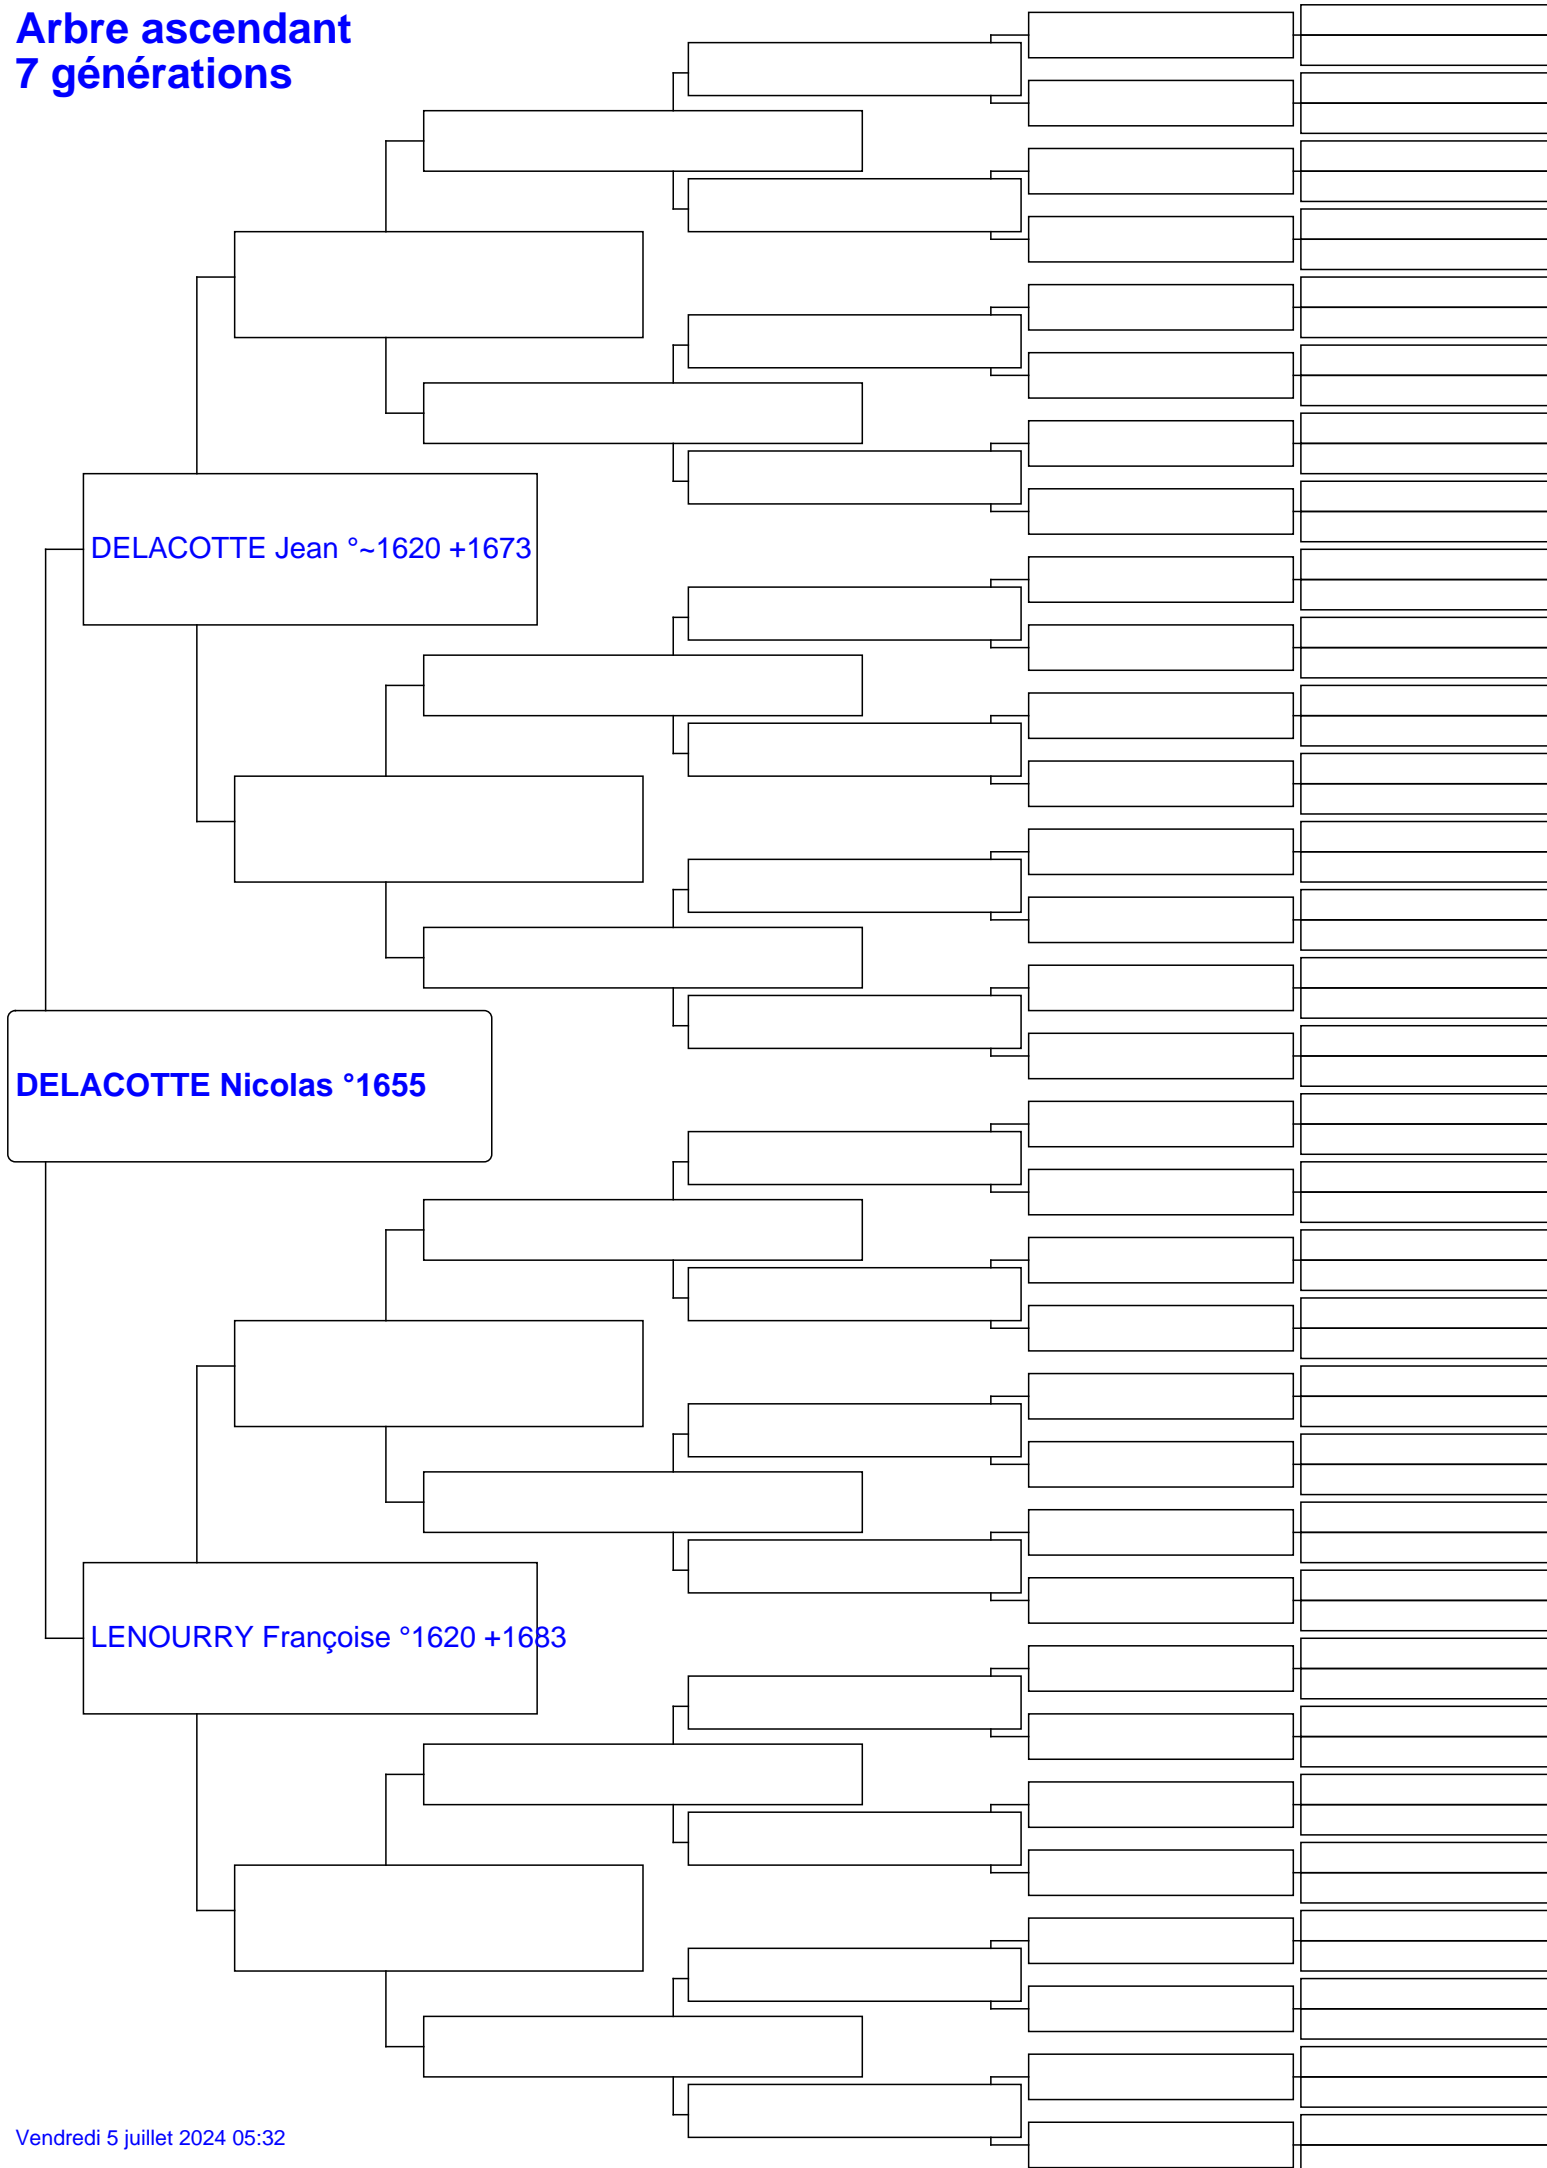 Arbre ascendant
7 générations
DELACOTTE Jean °~1620 +1673
DELACOTTE Nicolas °1655
LENOURRY Françoise °1620 +1683
Vendredi 5 juillet 2024 05:32